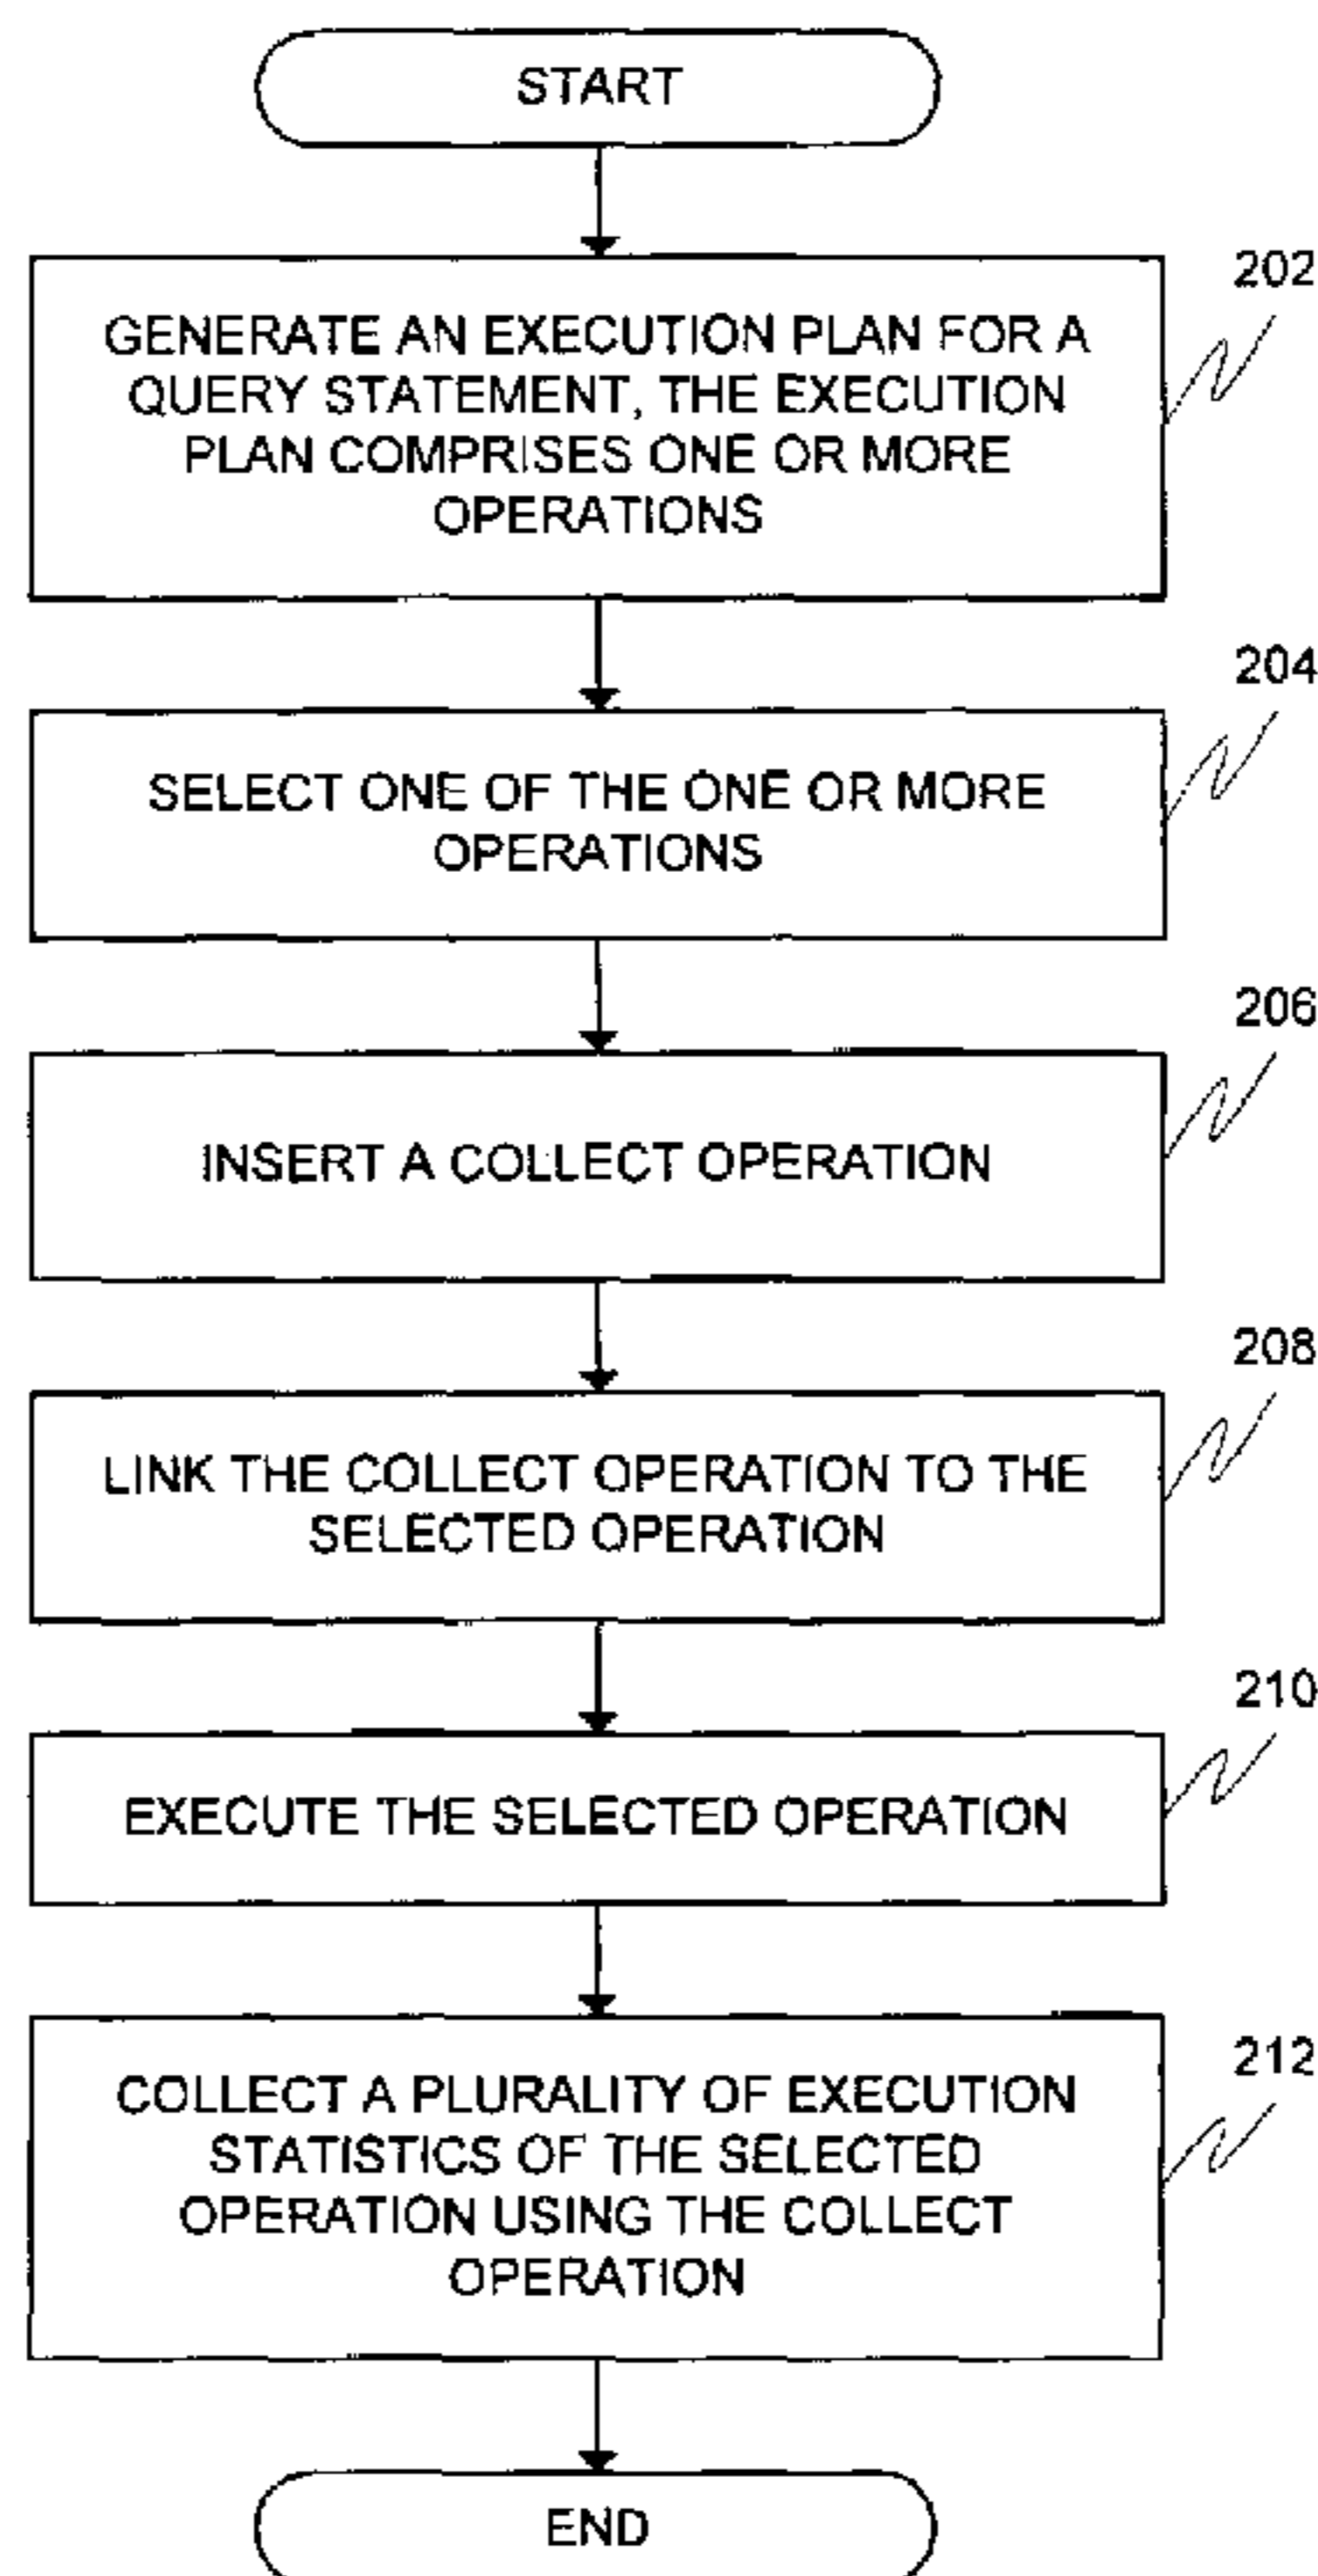 START
202
GENERATE AN EXECUTION PLAN FOR A
QUERY STATEMENT, THE EXECUTION
PLAN COMPRISES ONE OR MORE
OPERATIONS
204
SELECT ONE OF THE ONE OR MORE
OPERATIONS
206
INSERT A COLLECT OPERATION
208
LINK THE COLLECT OPERATION TO THE
SELECTED OPERATION
210
EXECUTE THE SELECTED OPERATION
212
COLLECT A PLURALITY OF EXECUTION
STATISTICS OF THE SELECTED
OPERATION USING THE COLLECT
OPERATION
END